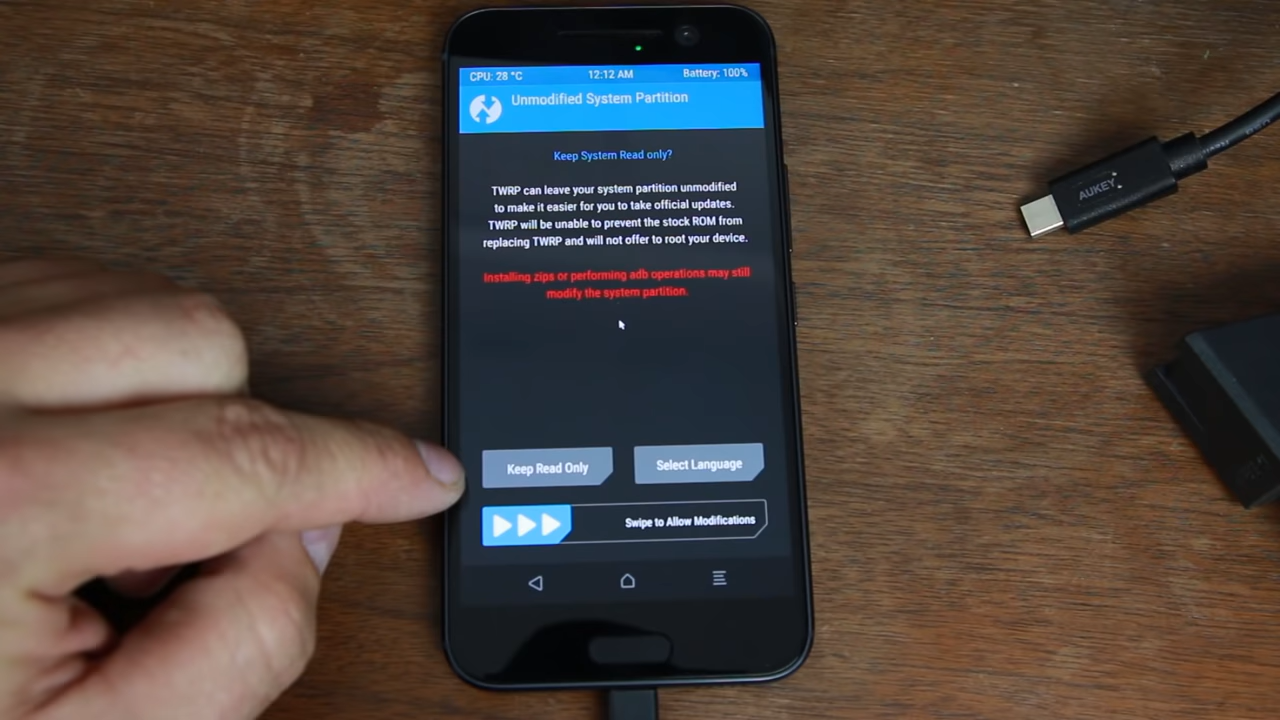 CPU: 28 °C 12:12 AM Battery: 100%
Unmodified System Partition
Keep System Read only?
TWRP can leave your system partition unmodified
to make it easier for you to take official updates.
TWRP will be unable to prevent the stock ROM from
replacing TWRP and will not offer to root your device.
Installing zips or performing adb operations may still
modify the system partition.
Keep Read Only Select Language
Swipe to Allow Modifications
AUKEY